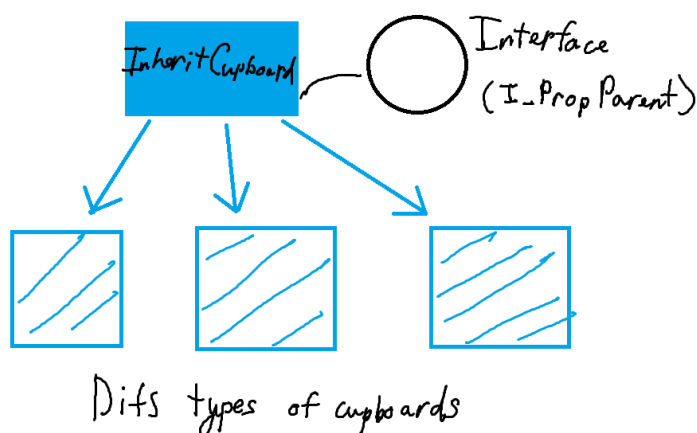 InheritCupboard
Interface
(I_PropParent)
Difs types of cupboards